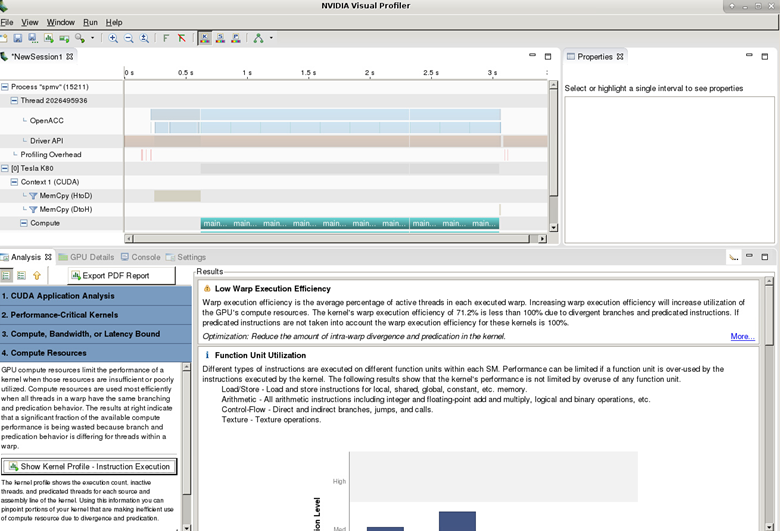 NVIDIA Visual Profiler
File View Window Run Help
*NewSession1
0 s 0.5 s 1 s 1.5 s 2 s 2.5 s 3 s
Process "spmv" (15211)
Thread 2026495936
OpenACC
Driver API
Profiling Overhead
[0] Tesla K80
Context 1 (CUDA)
MemCpy (HtoD)
MemCpy (DtoH)
Compute
main... main... main... main... main... main... main... main... main... main...
Properties
Select or highlight a single interval to see properties
Analysis GPU Details Console Settings
Export PDF Report
1. CUDA Application Analysis
2. Performance-Critical Kernels
3. Compute, Bandwidth, or Latency Bound
4. Compute Resources
GPU compute resources limit the performance of a
kernel when those resources are insufficient or poorly
utilized. Compute resources are used most efficiently
when all threads in a warp have the same branching
and predication behavior. The results at right indicate
that a significant fraction of the available compute
performance is being wasted because branch and
predication behavior is differing for threads within a
warp.
Show Kernel Profile - Instruction Execution
The kernel profile shows the execution count, inactive
threads, and predicated threads for each source and
assembly line of the kernel. Using this information you can
pinpoint portions of your kernel that are making inefficient
use of compute resource due to divergence and predication.
Results
Low Warp Execution Efficiency
Warp execution efficiency is the average percentage of active threads in each executed warp. Increasing warp execution efficiency will increase utilization of
the GPU's compute resources. The kernel's warp execution efficiency of 71.2% is less than 100% due to divergent branches and predicated instructions. If
predicated instructions are not taken into account the warp execution efficiency for these kernels is 100%.
Optimization: Reduce the amount of intra-warp divergence and predication in the kernel. More...
Function Unit Utilization
Different types of instructions are executed on different function units within each SM. Performance can be limited if a function unit is over-used by the
instructions executed by the kernel. The following results show that the kernel's performance is not limited by overuse of any function unit.
Load/Store - Load and store instructions for local, shared, global, constant, etc. memory.
Arithmetic - All arithmetic instructions including integer and floating-point add and multiply, logical and binary operations, etc.
Control-Flow - Direct and indirect branches, jumps, and calls.
Texture - Texture operations.
High
Med
on Level